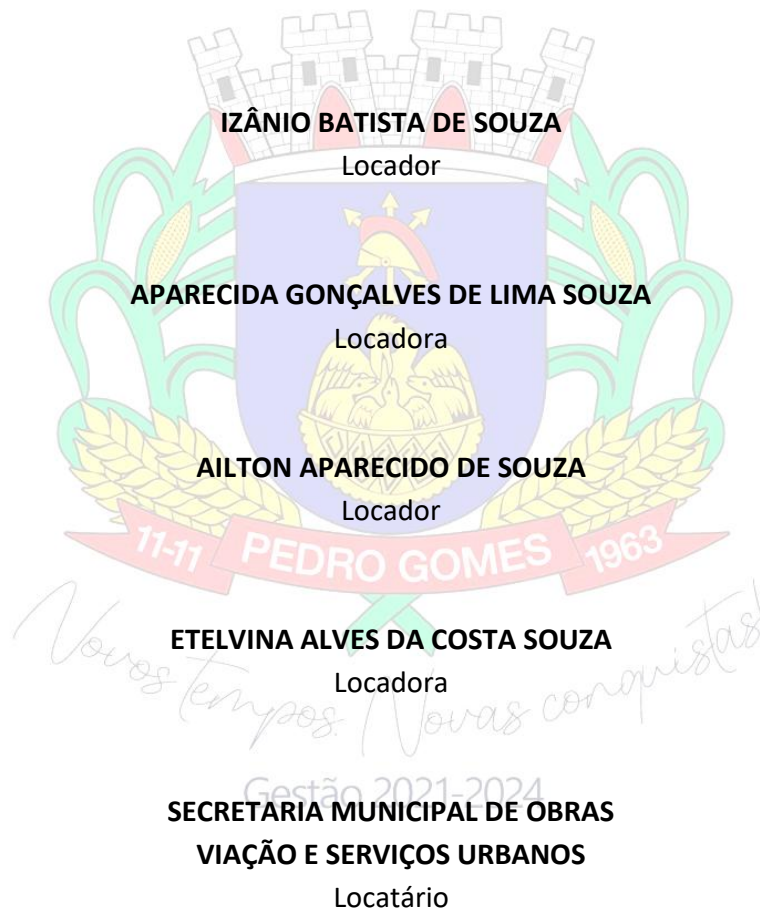 IZÂNIO BATISTA DE SOUZA
Locador
APARECIDA GONÇALVES DE LIMA SOUZA
Locadora
AILTON APARECIDO DE SOUZA
Locador
11-11 PEDRO GOMES 1963
ETELVINA ALVES DA COSTA SOUZA
Locadora
Novos tempos. Novas conquistas!
Gestão 2021-2024
SECRETARIA MUNICIPAL DE OBRAS
VIAÇÃO E SERVIÇOS URBANOS
Locatário